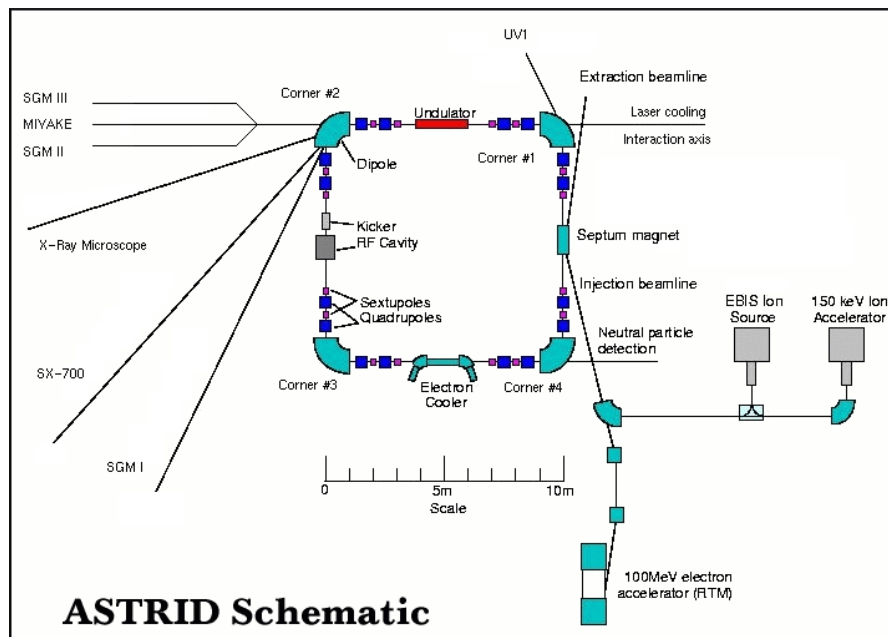 UV1
Extraction beamline
SGM III
MIYAKE
SGM II
Corner #2
Undulator
Laser cooling
Interaction axis
Corner #1
Dipole
X-Ray Microscope
Kicker
RF Cavity
Septum magnet
Injection beamline
Sextupoles
Quadrupoles
EBIS Ion
Source
150 keV Ion
Accelerator
Neutral particle
detection
SX-700
Corner #3
Electron
Cooler
Corner #4
SGM I
0
5m
10m
Scale
100MeV electron
accelerator (RTM)
ASTRID Schematic